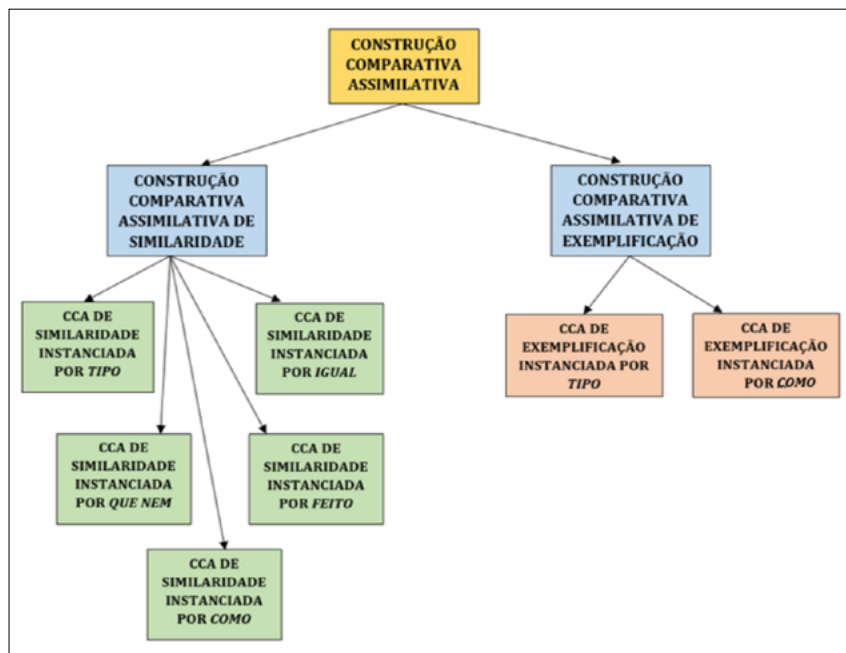 CONSTRUÇÃO
COMPARATIVA
ASSIMILATIVA
CONSTRUÇÃO
COMPARATIVA
ASSIMILATIVA DE
SIMILARIDADE
CONSTRUÇÃO
COMPARATIVA
ASSIMILATIVA DE
EXEMPLIFICAÇÃO
CCA DE
SIMILARIDADE
INSTANCIADA
POR TIPO
CCA DE
SIMILARIDADE
INSTANCIADA
POR IGUAL
CCA DE
EXEMPLIFICAÇÃO
INSTANCIADA POR
TIPO
CCA DE
EXEMPLIFICAÇÃO
INSTANCIADA
POR COMO
CCA DE
SIMILARIDADE
INSTANCIADA
POR QUE NEM
CCA DE
SIMILARIDADE
INSTANCIADA
POR FEITO
CCA DE
SIMILARIDADE
INSTANCIADA
POR COMO